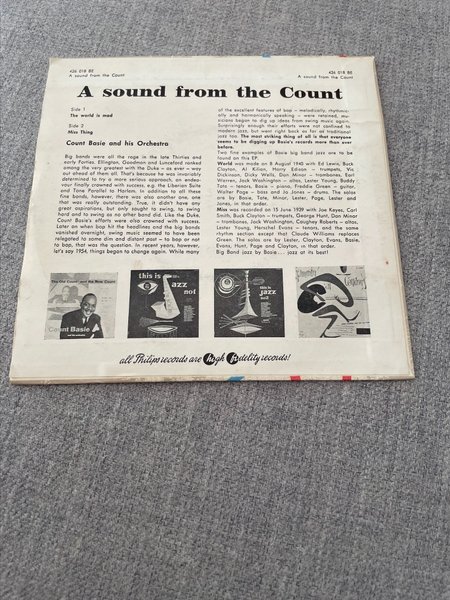 426 018 BE
A sound from the Count
426 018 BE
A sound from the Count
A sound from the Count
Side 1
The world is mad
Side 2
Miss Thing
Count Basie and his Orchestra
Big bands were all the rage in the late Thirties and
early Forties. Ellington, Goodman and Lunceford ranked
among the very greatest with the Duke – as ever – way
out ahead of them all. That's because he was invariably
determined to try a more serious approach, an endea-
vour finally crowned with success, e.g. the Liberian Suite
and Tone Parallel to Harlem. In addition to all these
fine bands, however, there was also another one, one
that was really outstanding. True, it didn't have any
great aspirations, but only sought to swing, to swing
hard and to swing as no other band did. Like the Duke,
Count Basie's efforts were also crowned with success.
Later on when bop hit the headlines and the big bands
vanished overnight, swing music seemed to have been
relegated to some dim and distant past – to bop or not
to bop, that was the question. In recent years, however,
let's say 1954, things began to change again. While many
of the excellent features of bop – melodically, rhythmic-
ally and harmonically speaking – were retained, mu-
sicians began to dig up ideas from swing music again.
Surprisingly enough their efforts were not confined to
modern jazz, but went right back as far as traditional
jazz too. The most striking thing of all is that everyone
seems to be digging up Basie's records more than ever
before.
Two fine examples of Basie big band jazz are to be
found on this EP.
World was made on 8 August 1940 with Ed Lewis, Buck
Clayton, Al Kilian, Harry Edison – trumpets, Vic
Dickinson, Dicky Wells, Dan Minor – trombones, Earl
Warren, Jack Washington – altos, Lester Young, Buddy
Tate – tenors, Basie – piano, Freddie Green – guitar,
Walter Page – bass and Jo Jones – drums. The solos
are by Basie, Tate, Minor, Lester, Page, Lester and
Jones, in that order.
Miss was recorded on 15 June 1939 with Joe Keyes, Carl
Smith, Buck Clayton – trumpets, George Hunt, Dan Minor
– trombones, Jack Washington, Caughey Roberts – altos,
Lester Young, Herschel Evans – tenors, and the same
rhythm section except that Claude Williams replaces
Green. The solos are by Lester, Clayton, Evans, Basie,
Evans, Hunt, Page and Clayton, in that order.
Big Band jazz by Basie... jazz at its best!
The Old Count and the New Count
Count Basie
this is
jazz
no1
this is
jazz
no2
all Philips records are high fidelity records!